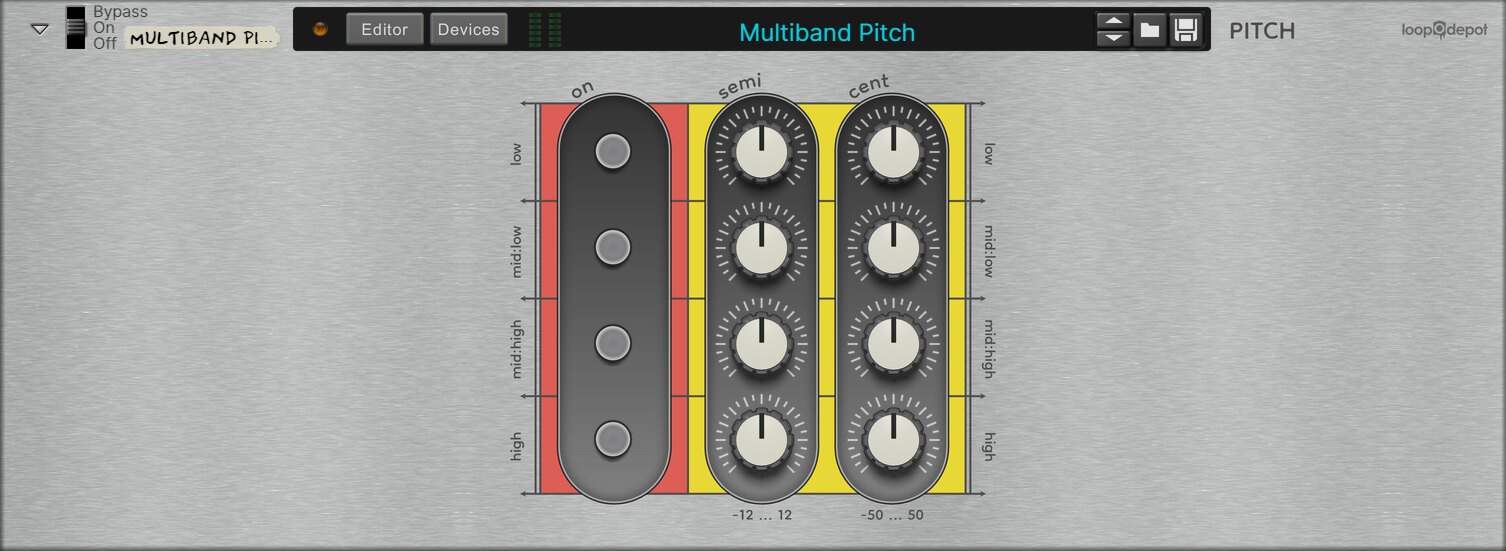 Bypass
On
Off
MULTIBAND PI...
Editor
Devices
Multiband Pitch
PITCH
loopdepot
on
semi
cent
low
low
mid:low
mid:low
mid:high
mid:high
high
high
-12 ... 12
-50 ... 50